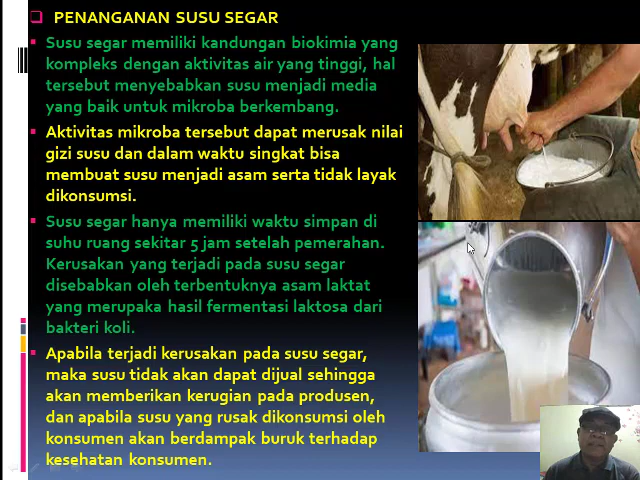 PENANGANAN SUSU SEGAR
Susu segar memiliki kandungan biokimia yang
kompleks dengan aktivitas air yang tinggi, hal
tersebut menyebabkan susu menjadi media
yang baik untuk mikroba berkembang.
Aktivitas mikroba tersebut dapat merusak nilai
gizi susu dan dalam waktu singkat bisa
membuat susu menjadi asam serta tidak layak
dikonsumsi.
Susu segar hanya memiliki waktu simpan di
suhu ruang sekitar 5 jam setelah pemerahan.
Kerusakan yang terjadi pada susu segar
disebabkan oleh terbentuknya asam laktat
yang merupaka hasil fermentasi laktosa dari
bakteri koli.
Apabila terjadi kerusakan pada susu segar,
maka susu tidak akan dapat dijual sehingga
akan memberikan kerugian pada produsen,
dan apabila susu yang rusak dikonsumsi oleh
konsumen akan berdampak buruk terhadap
kesehatan konsumen.